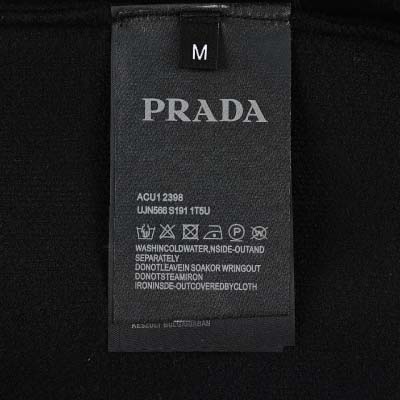 M
PRADA
ACU1 2398
UJN566 S191 1T5U
WASHINCOLDWATER,NSIDE-OUTAND
SEPARATELY
DONOTLEAVEIN SOAKOR WRINGOUT
DONOTSTEAMIRON
IRONINSDE-OUTCOVEREDBYCLOTH